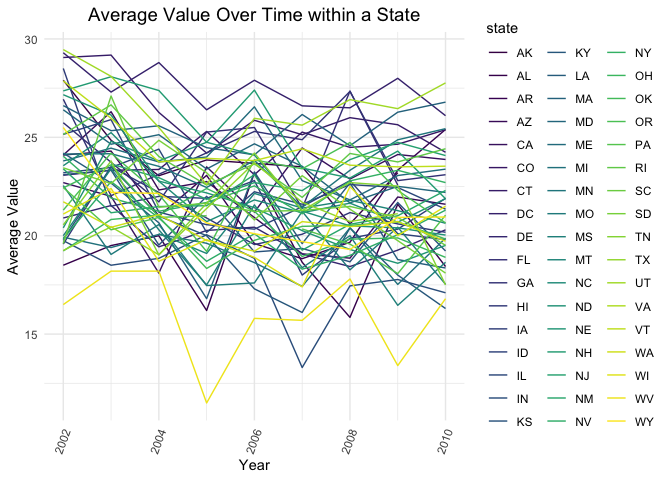 Average Value Over Time within a State
30
25
20
15
Average Value
2002
2004
2006
2008
2010
Year
state
AK KY NY
AL LA OH
AR MA OK
AZ MD OR
CA ME PA
CO MI RI
CT MN SC
DC MO SD
DE MS TN
FL MT TX
GA NC UT
HI ND VA
IA NE VT
ID NH WA
IL NJ WI
IN NM WV
KS NV WY